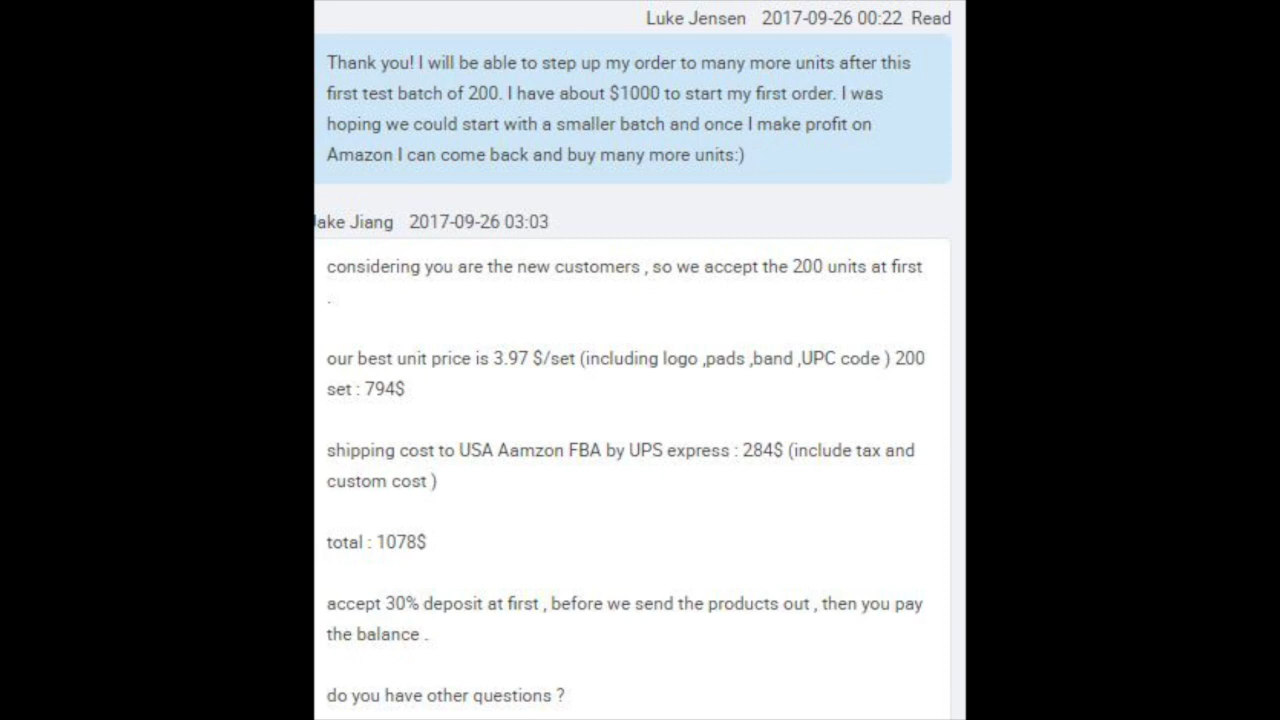 Luke Jensen 2017-09-26 00:22 Read
Thank you! I will be able to step up my order to many more units after this
first test batch of 200. I have about $1000 to start my first order. I was
hoping we could start with a smaller batch and once I make profit on
Amazon I can come back and buy many more units:)
Jake Jiang 2017-09-26 03:03
considering you are the new customers , so we accept the 200 units at first
.
our best unit price is 3.97 $/set (including logo ,pads ,band ,UPC code ) 200
set : 794$
shipping cost to USA Aamzon FBA by UPS express : 284$ (include tax and
custom cost )
total : 1078$
accept 30% deposit at first , before we send the products out , then you pay
the balance .
do you have other questions ?